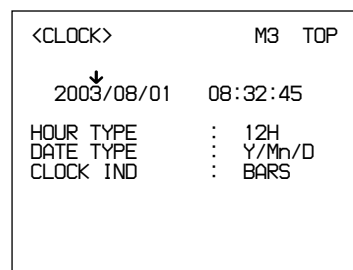 <CLOCK> M3 TOP
2003/08/01 08:32:45
HOUR TYPE : 12H
DATE TYPE : Y/Mn/D
CLOCK IND : BARS